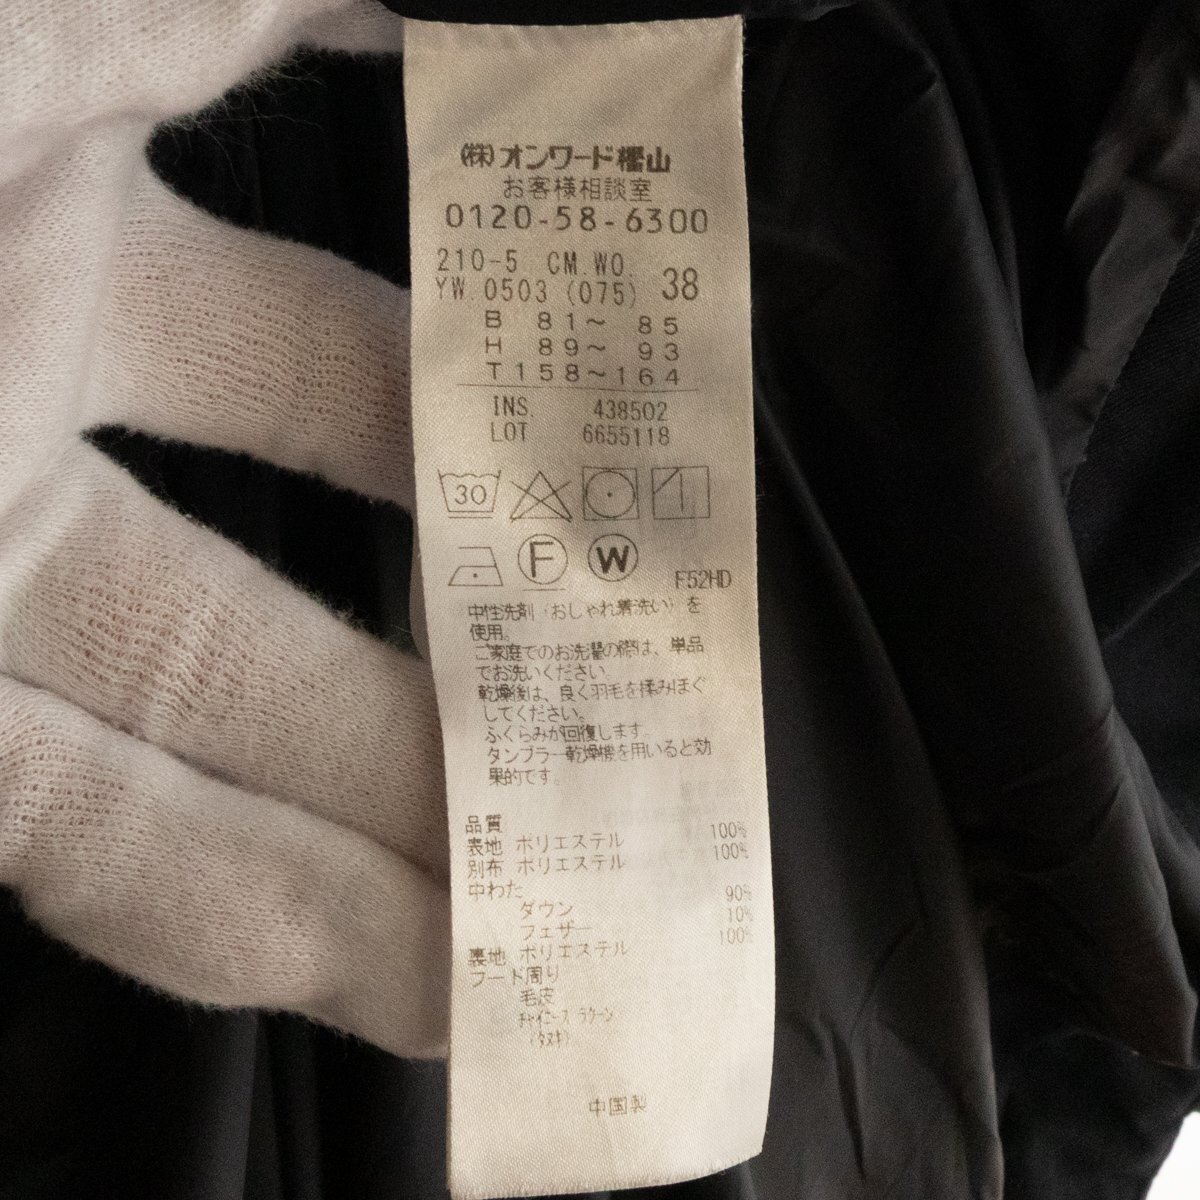 (株)オンワード樫山
お客様相談室
0120-58-6300
210-5 CM.WO. 38
YW.0503 (075)
B 81～ 85
H 89～ 93
T158～164
INS. 438502
LOT 6655118
30
F W F52HD
中性洗剤（おしゃれ着洗い）を
使用。
ご家庭でのお洗濯の際は、単品
でお洗いください。
乾燥後は、良く羽毛を揉みほぐ
してください。
ふくらみが回復します。
タンブラー乾燥機を用いると効
果的です。
品質
表地 ポリエステル 100%
別布 ポリエステル 100%
中わた
ダウン 90%
フェザー 10%
裏地 ポリエステル 100%
フード周り
毛皮
チャイニーズ ラクーン
(タヌキ)
中国製